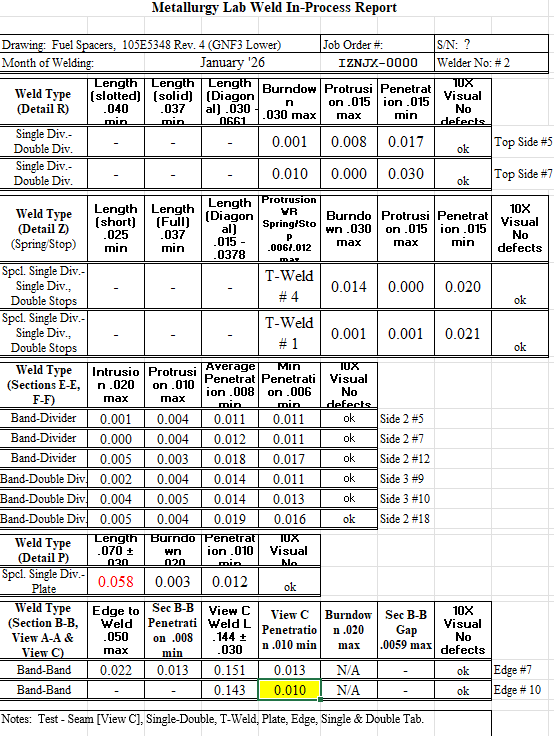 Metallurgy Lab Weld In-Process Report
Drawing: Fuel Spacers, 105E5348 Rev. 4 (GNF3 Lower) Job Order #: S/N: ?
Month of Welding: January '26 IZNJX-0000 Welder No: # 2
Weld Type (Detail R) Length (slotted) .040 min Length (solid) .037 min Length (Diagonal) .030 - .0661 Burndown .030 max Protrusion .015 max Penetration .015 min 10X Visual No defects
Single Div.- Double Div. - - - 0.001 0.008 0.017 ok Top Side #5
Single Div.- Double Div. - - - 0.010 0.000 0.030 ok Top Side #7
Weld Type (Detail Z) (Spring/Stop) Length (short) .025 min Length (Full) .037 min Length (Diagonal) .015 - .0378 Protrusion WR Spring/Stop .006/.012 max Burndown .030 max Protrusion .015 max Penetration .015 min 10X Visual No defects
Spcl. Single Div.- Single Div., Double Stops - - - T-Weld # 4 0.014 0.000 0.020 ok
Spcl. Single Div.- Single Div., Double Stops - - - T-Weld # 1 0.001 0.001 0.021 ok
Weld Type (Sections E-E, F-F) Intrusion .020 max Protrusion .010 max Average Penetration .008 min Min Penetration .006 min 10X Visual No defects
Band-Divider 0.001 0.004 0.011 0.011 ok Side 2 #5
Band-Divider 0.000 0.004 0.012 0.011 ok Side 2 #7
Band-Divider 0.005 0.003 0.018 0.017 ok Side 2 #12
Band-Double Div. 0.002 0.004 0.014 0.011 ok Side 3 #9
Band-Double Div. 0.004 0.005 0.014 0.013 ok Side 3 #10
Band-Double Div. 0.005 0.004 0.019 0.016 ok Side 2 #18
Weld Type (Detail P) Length .070 ± .030 Burndown .020 Penetration .010 min 10X Visual No
Spcl. Single Div.- Plate 0.058 0.003 0.012 ok
Weld Type (Section B-B, View A-A & View C) Edge to Weld .050 max Sec B-B Penetration .008 min View C Weld L .144 ± .030 View C Penetration .010 min Burndown .020 max Sec B-B Gap .0059 max 10X Visual No defects
Band-Band 0.022 0.013 0.151 0.013 N/A - ok Edge #7
Band-Band - - 0.143 0.010 N/A - ok Edge # 10
Notes: Test - Seam [View C], Single-Double, T-Weld, Plate, Edge, Single & Double Tab.